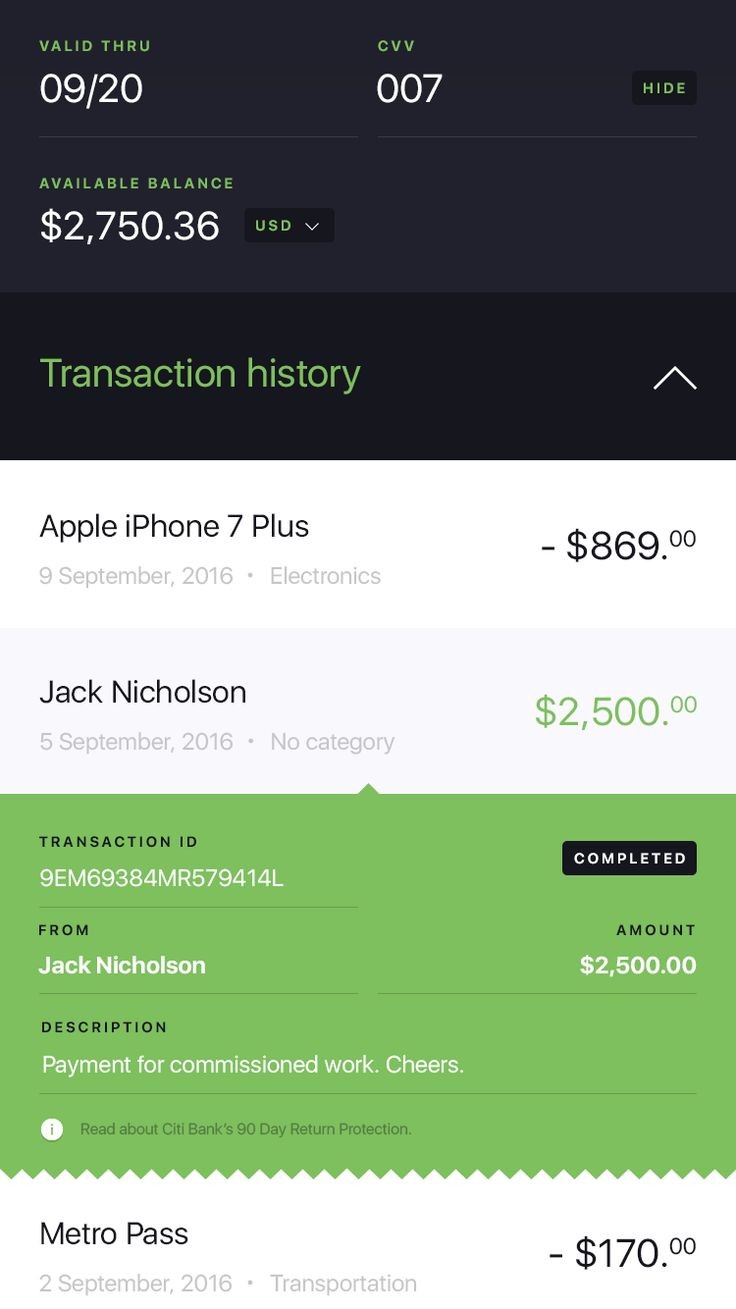 VALID THRU
CVV
09/20
007
HIDE
AVAILABLE BALANCE
$2,750.36
USD
Transaction history
Apple iPhone 7 Plus
- $869.00
9 September, 2016 • Electronics
Jack Nicholson
$2,500.00
5 September, 2016 • No category
TRANSACTION ID
COMPLETED
9EM69384MR579414L
FROM
AMOUNT
Jack Nicholson
$2,500.00
DESCRIPTION
Payment for commissioned work. Cheers.
i Read about Citi Bank’s 90 Day Return Protection.
Metro Pass
- $170.00
2 September, 2016 • Transportation